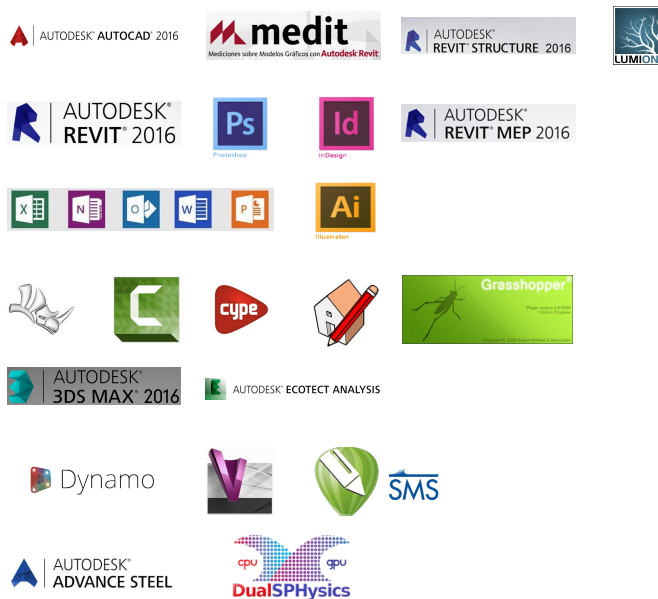 AUTODESK® AUTOCAD 2016
medit
Mediciones sobre Modelos Gráficos con Autodesk Revit
AUTODESK®
REVIT® STRUCTURE 2016
LUMION
AUTODESK®
REVIT® 2016
Ps
Photoshop
Id
InDesign
AUTODESK®
REVIT® MEP 2016
X
N
O
W
P
Ai
Illustrator
C
cype
Grasshopper®
AUTODESK®
3DS MAX® 2016
E
AUTODESK® ECOTECT ANALYSIS
Dynamo
V
SMS
AUTODESK®
ADVANCE STEEL
cpu gpu
DualSPHysics